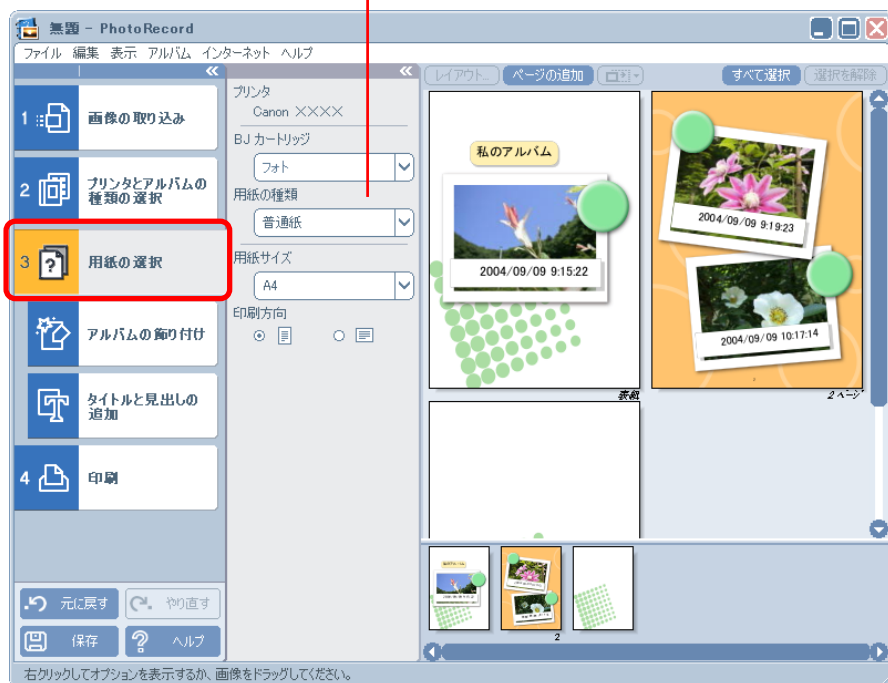 無題 - PhotoRecord
ファイル 編集 表示 アルバム インターネット ヘルプ
1 画像の取り込み
2 プリンタとアルバムの
種類の選択
3 用紙の選択
アルバムの飾り付け
タイトルと見出しの
追加
4 印刷
元に戻す やり直す
保存 ヘルプ
プリンタ
Canon XXXX
BJ カートリッジ
フォト
用紙の種類
普通紙
用紙サイズ
A4
印刷方向
レイアウト... ページの追加 すべて選択 選択を解除
私のアルバム
2004/09/09 9:15:22
表紙
2004/09/09 9:19:23
2004/09/09 10:17:14
2 ページ
2
右クリックしてオプションを表示するか、画像をドラッグしてください。